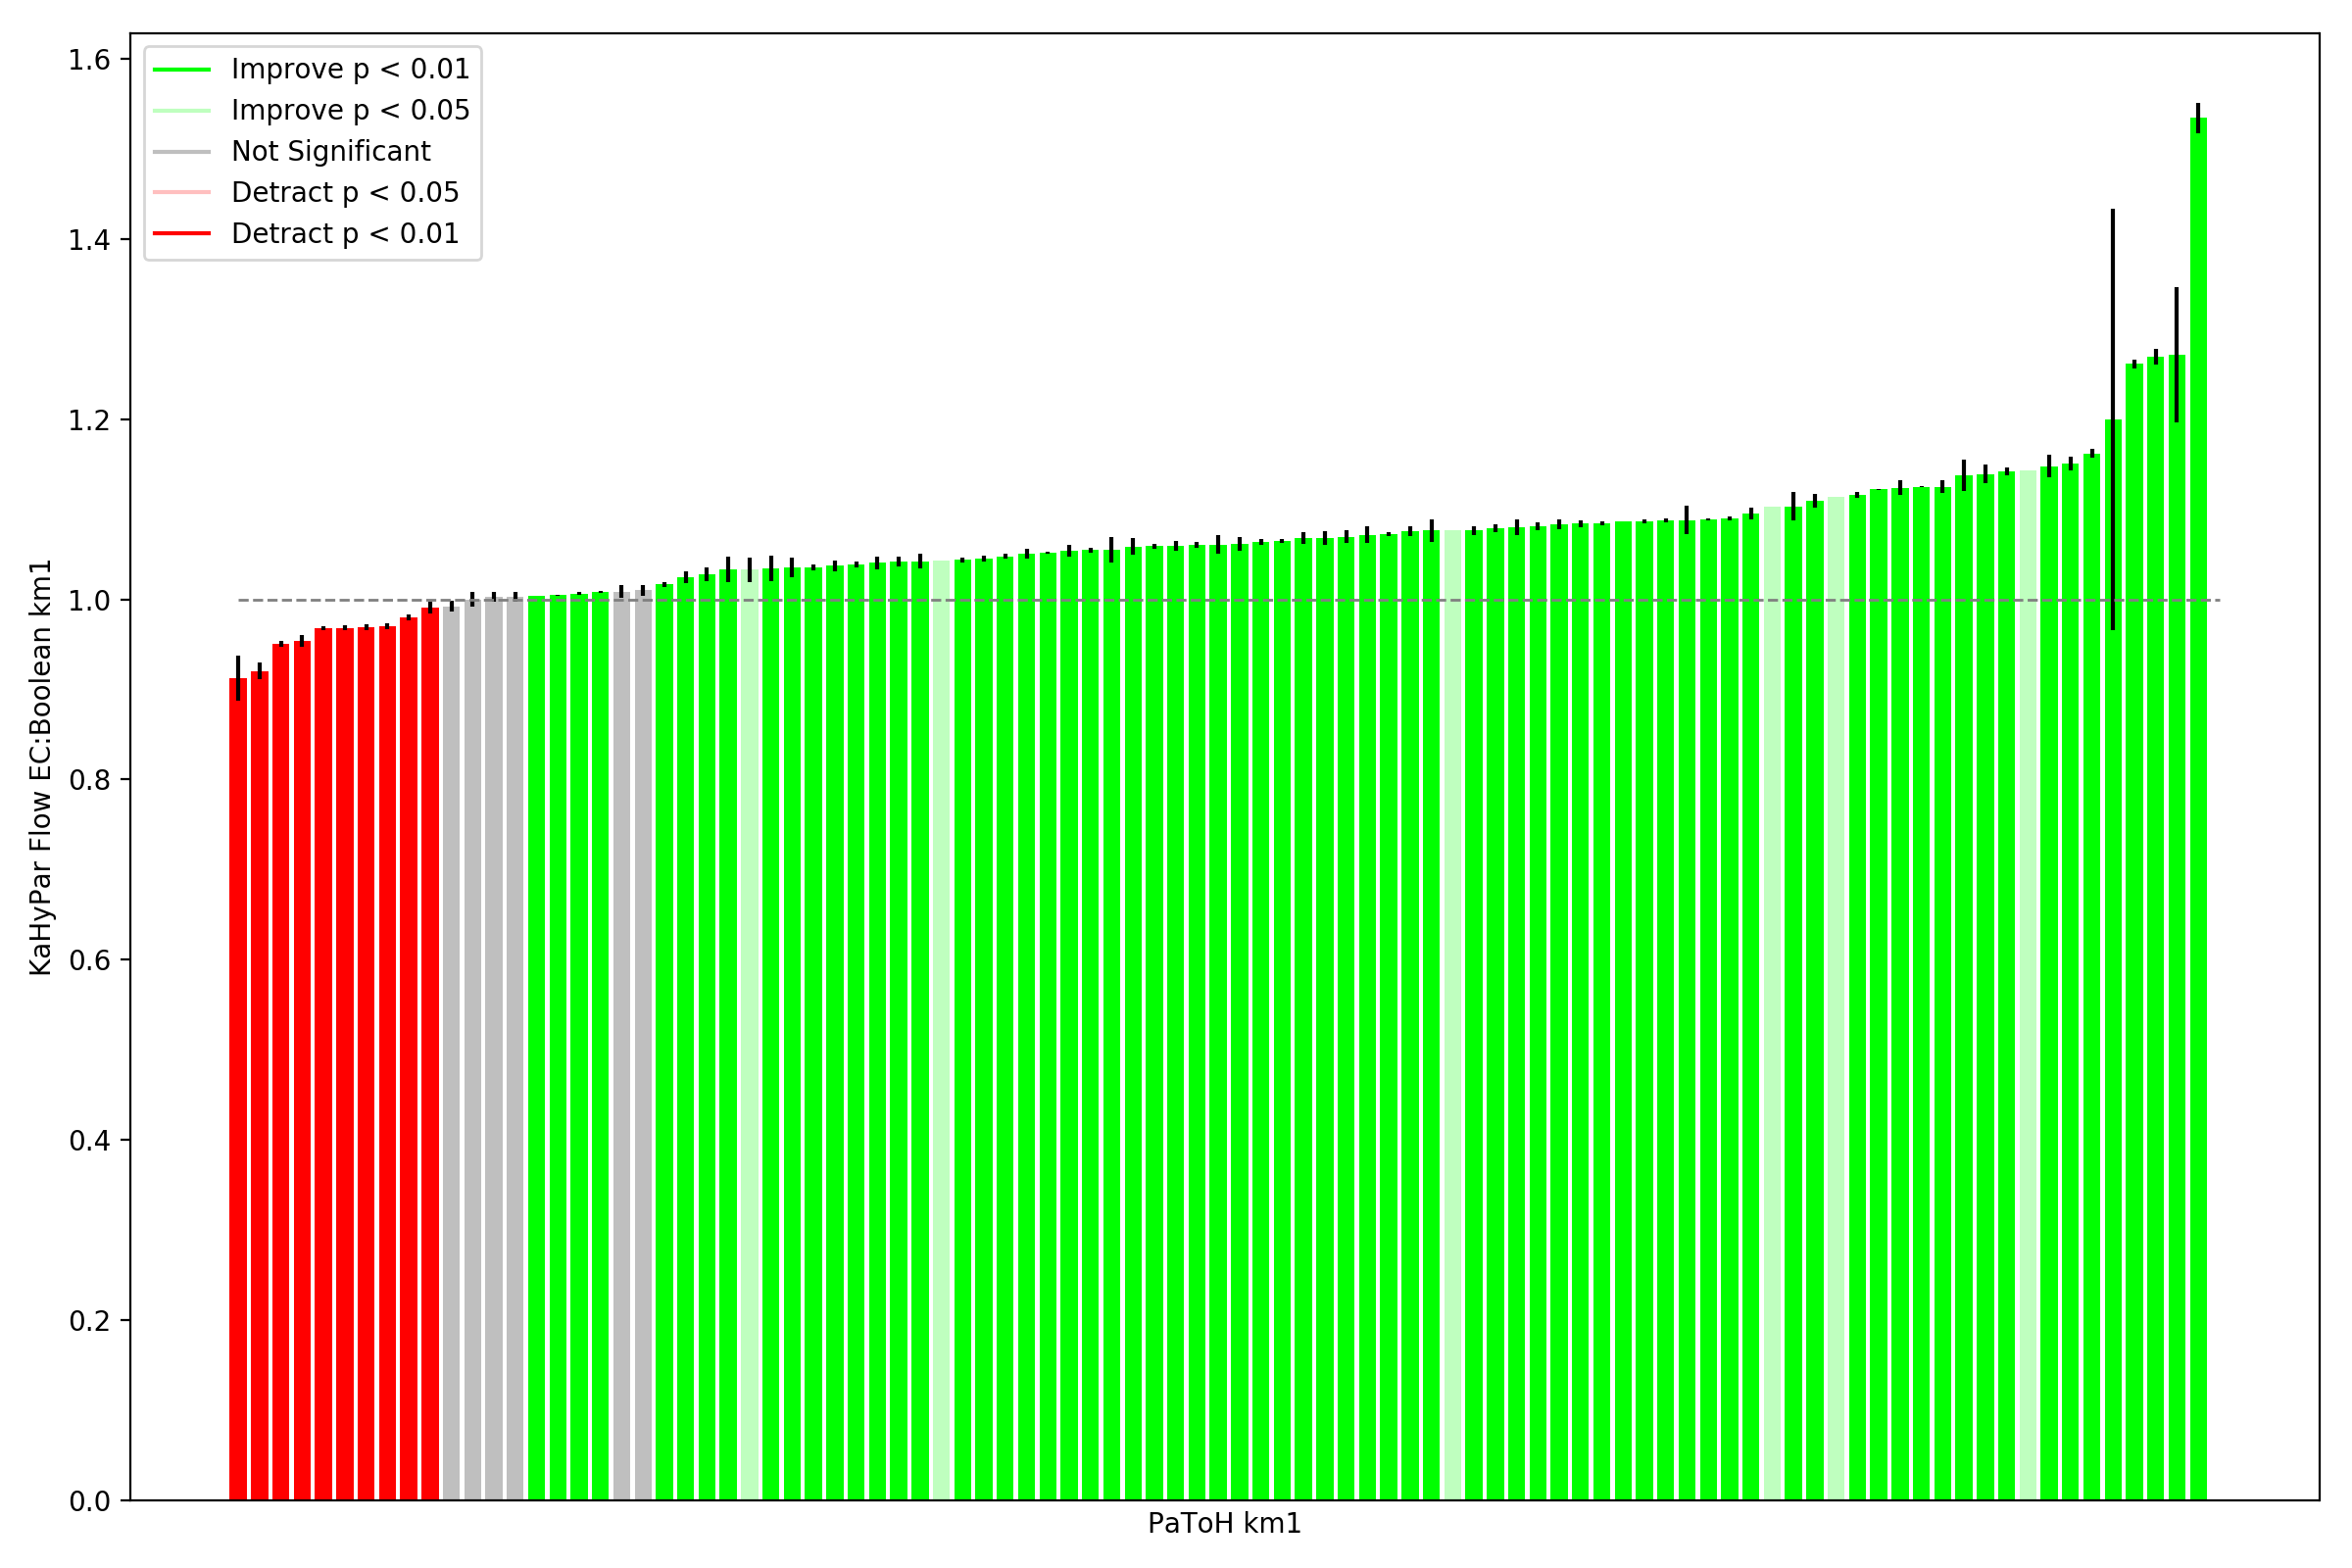 Improve p < 0.01
Improve p < 0.05
Not Significant
Detract p < 0.05
Detract p < 0.01
1.6
1.4
1.2
1.0
0.8
0.6
0.4
0.2
0.0
KaHyPar Flow EC:Boolean km1
PaToH km1